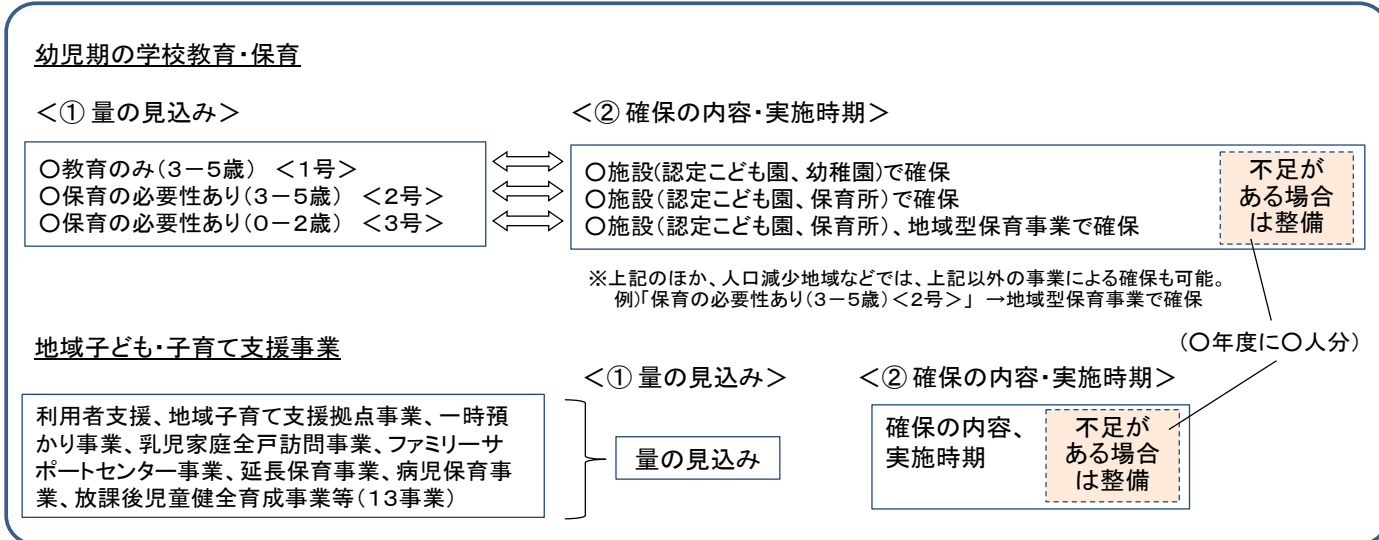 幼児期の学校教育・保育
＜① 量の見込み＞
○教育のみ(3－5歳) ＜1号＞
○保育の必要性あり(3－5歳) ＜2号＞
○保育の必要性あり(0－2歳) ＜3号＞
＜② 確保の内容・実施時期＞
○施設(認定こども園、幼稚園)で確保
○施設(認定こども園、保育所)で確保
○施設(認定こども園、保育所)、地域型保育事業で確保
不足が
ある場合
は整備
※上記のほか、人口減少地域などでは、上記以外の事業による確保も可能。
例)「保育の必要性あり(3－5歳)＜2号＞」 →地域型保育事業で確保
(○年度に○人分)
地域子ども・子育て支援事業
利用者支援、地域子育て支援拠点事業、一時預
かり事業、乳児家庭全戸訪問事業、ファミリーサ
ポートセンター事業、延長保育事業、病児保育事
業、放課後児童健全育成事業等(13事業)
＜① 量の見込み＞
量の見込み
＜② 確保の内容・実施時期＞
確保の内容、
実施時期
不足が
ある場合
は整備